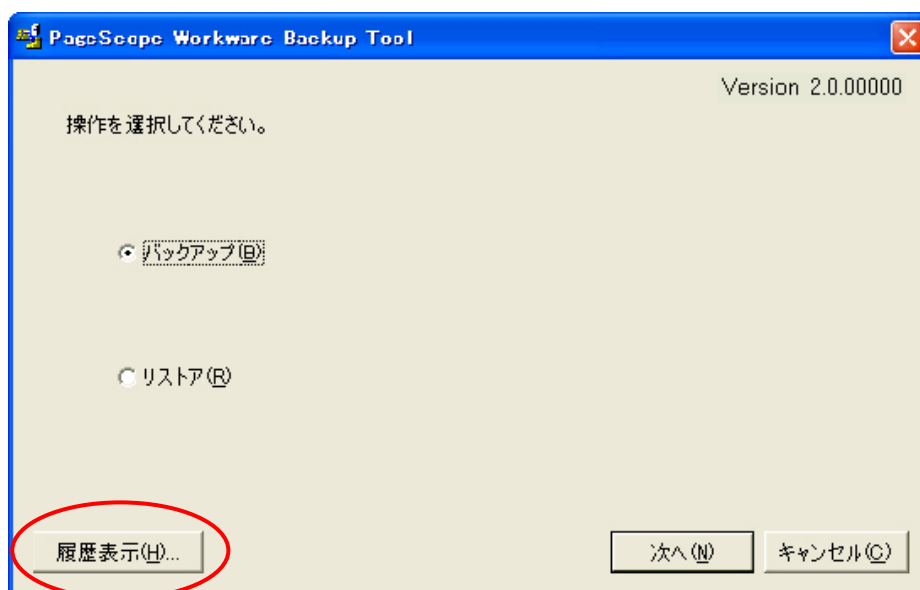 PageScope Workware Backup Tool
Version 2.0.00000
操作を選択してください。
バックアップ(B)
リストア(R)
履歴表示(H)...
次へ(N)
キャンセル(C)